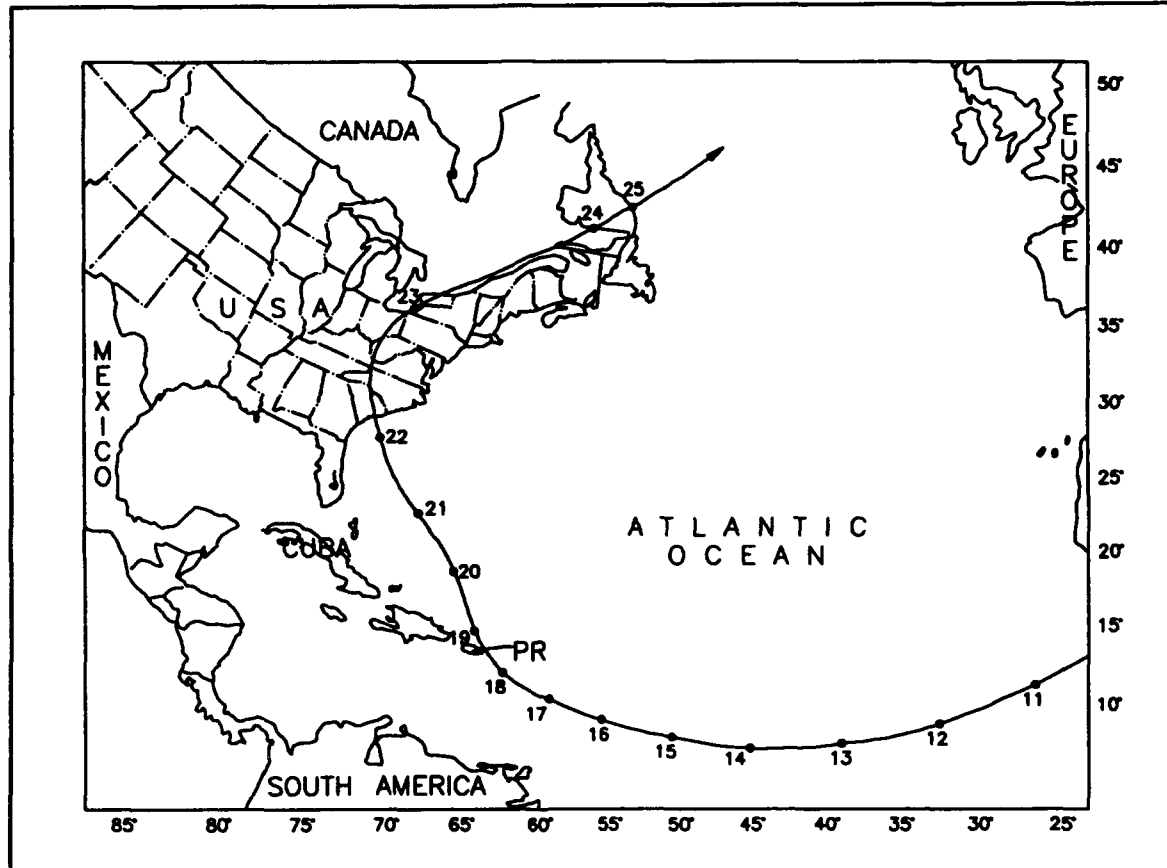 CANADA
EUROPE
50°
45°
40°
35°
30°
25°
20°
15°
10°
25
24
23
U S A
MEXICO
22
21
ATLANTIC
OCEAN
CUBA
20
19
PR
18
17
16
15
14
13
12
11
SOUTH AMERICA
85° 80° 75° 70° 65° 60° 55° 50° 45° 40° 35° 30° 25°